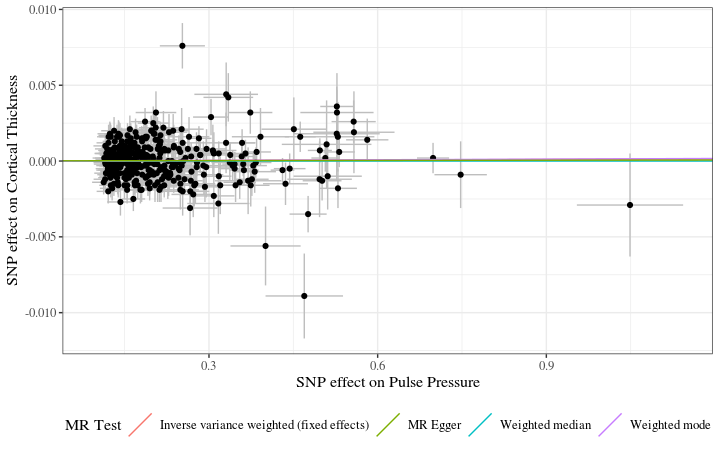 0.010
0.005
0.000
-0.005
-0.010
SNP effect on Cortical Thickness
0.3 0.6 0.9
SNP effect on Pulse Pressure
MR Test Inverse variance weighted (fixed effects) MR Egger Weighted median Weighted mode